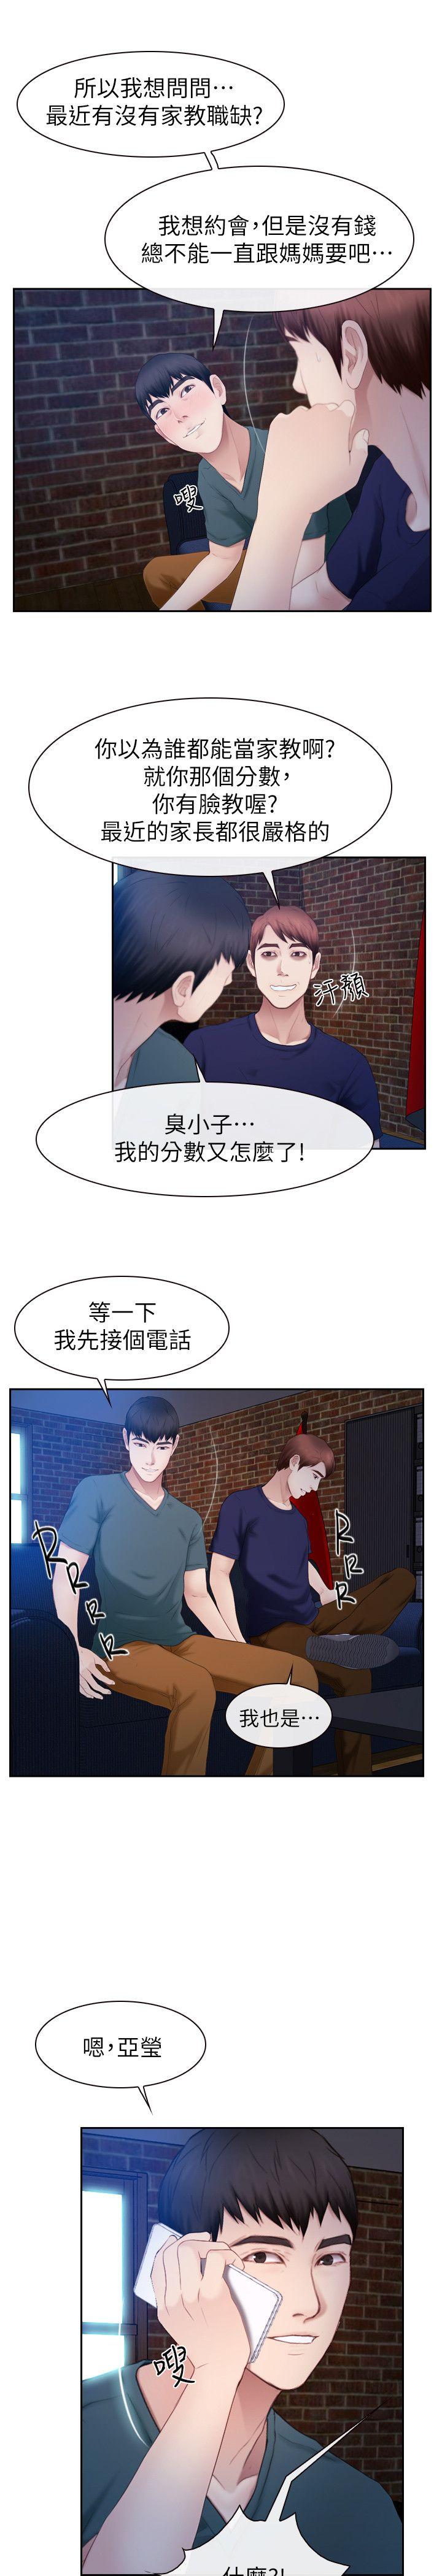 所以我想問問…
最近有沒有家教職缺?
我想約會,但是沒有錢
總不能一直跟媽媽要吧…
嗖
你以為誰都能當家教啊?
就你那個分數,
你有臉教喔?
最近的家長都很嚴格的
汗顏
臭小子…
我的分數又怎麼了!
等一下
我先接個電話
R R R R
R R R
我也是…
嗯,亞瑩
嗖
什麼?!